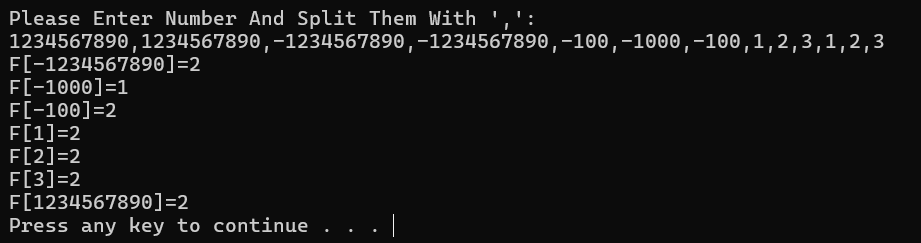 Please Enter Number And Split Them With ',':
1234567890,1234567890,-1234567890,-1234567890,-100,-1000,-100,1,2,3,1,2,3
F[-1234567890]=2
F[-1000]=1
F[-100]=2
F[1]=2
F[2]=2
F[3]=2
F[1234567890]=2
Press any key to continue . . .